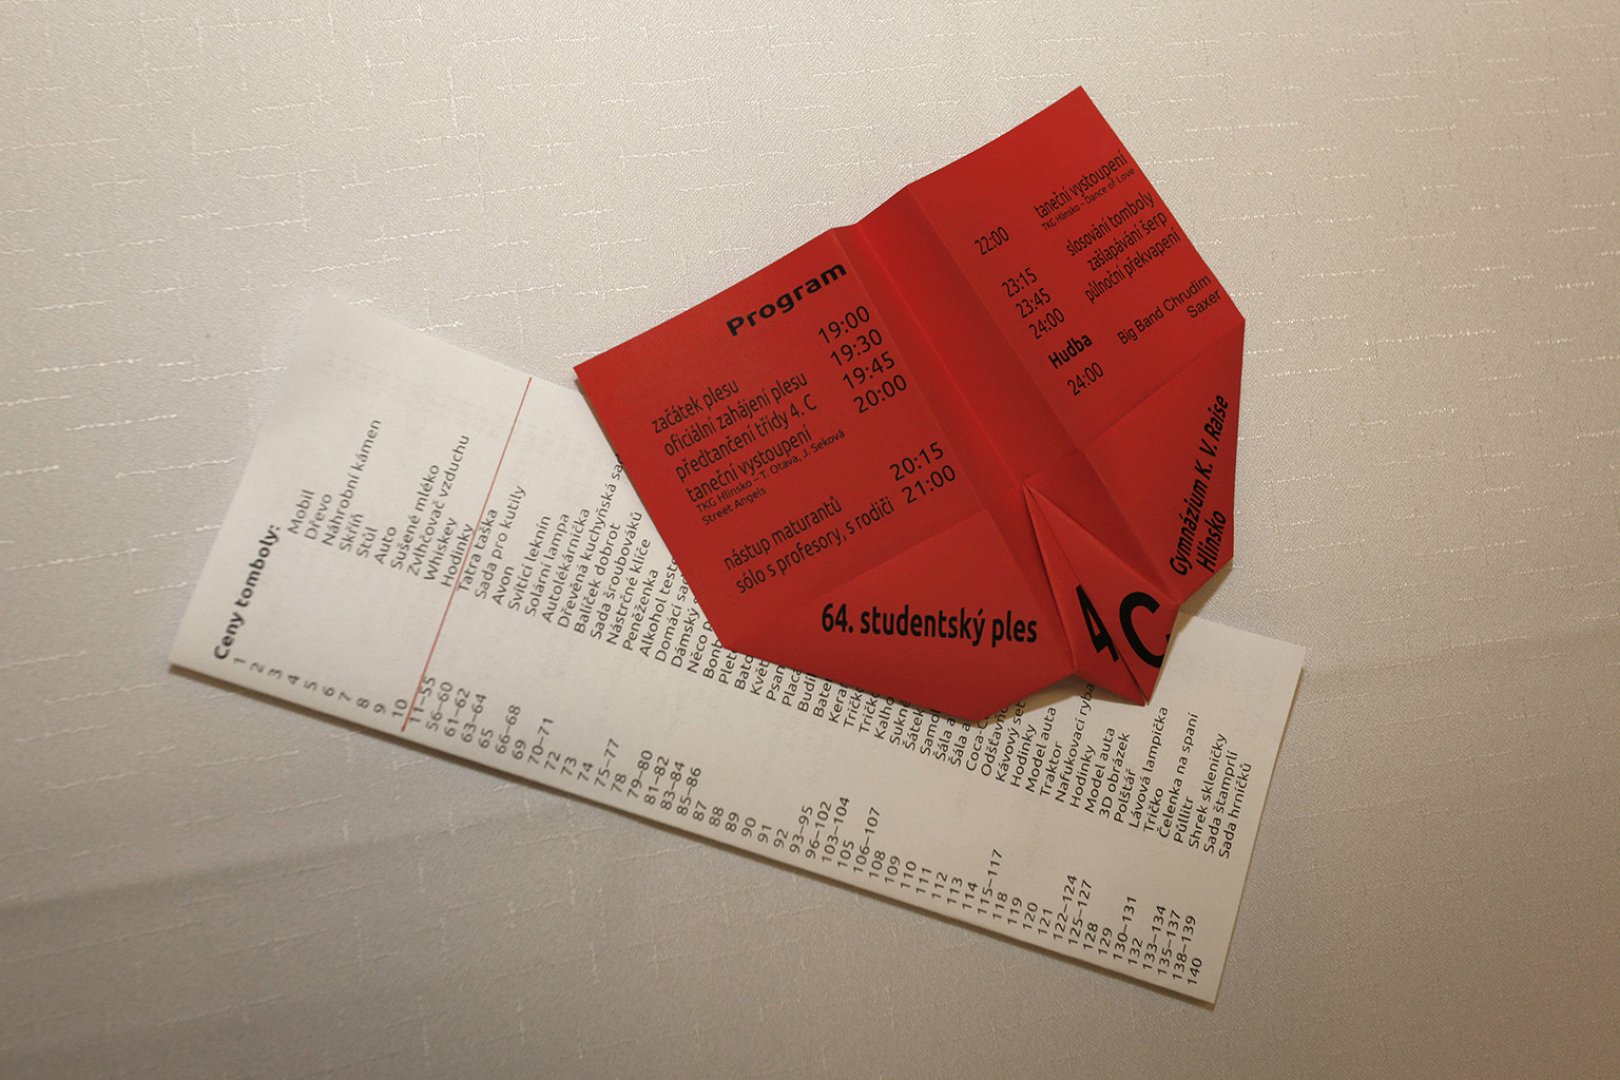 Program
začátek plesu 19:00
oficiální zahájení plesu 19:30
předtančení třídy 4. C 19:45
taneční vystoupení 20:00
TKG Hlinsko – T. Otava, J. Seková
Street Angels
nástup maturantů 20:15
sólo s profesory, s rodiči 21:00
64. studentský ples
22:00 taneční vystoupení
TKG Hlinsko – Dance of Love
23:15 slosování tomboly
23:45 zašlapávání šerp
24:00 půlnoční překvapení
Hudba
Big Band Chrudim
24:00 Saxer
Gymnázium K. V. Raise
Hlinsko
4.C
Ceny tomboly:
1 Mobil
2 Dřevo
3 Náhrobní kámen
4 Skříň
5 Stůl
6 Auto
7 Sušené mléko
8 Zvlhčovač vzduchu
9 Whiskey
10 Hodinky
11–55 Tatra taška
56–60 Sada pro kutily
61–62 Avon
63–64 Svítící leknín
65 Solární lampa
66–68 Autolékárnička
69 Dřevěná kuchyňská
70–71 Balíček dobrot
72 Sada šroubováků
73 Nástrčné klíče
74 Peněženka
75–77 Alkohol
78 Domácí
79–80 Dámský
81–82 Něco
83–84
85–86
87
88
89
90
91
92
93–95
96–102
103–104
105
106–107
108
109
110 Šála
111 Šála
112
113
114 Kávový set
115–117 Hodinky
118 Model auta
119 Traktor
120 Nafukovací ryba
121 Hodinky
122–124 Model auta
125–127 3D obrázek
128 Polštář
129 Lávová lampička
130–131 Tričko
132 Čelenka na spaní
133–134 Půllitr
135–137 Shrek skleničky
138–139 Sada štamprlí
140 Sada hrníčků